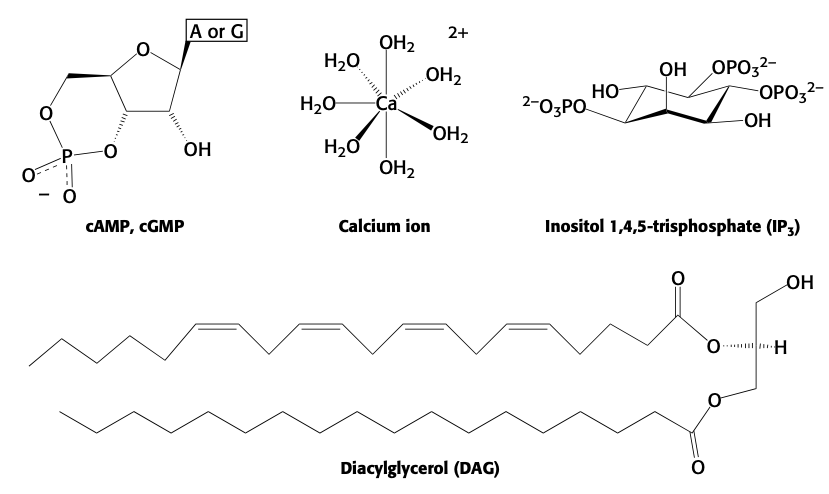 A or G
O
O
P
O
O
− O
OH
cAMP, cGMP
2+
OH₂
H₂O
OH₂
H₂O
Ca
OH₂
H₂O
OH₂
Calcium ion
OH
OPO₃²⁻
HO
OPO₃²⁻
²⁻O₃PO
OH
Inositol 1,4,5-trisphosphate (IP₃)
O
OH
O
H
O
O
Diacylglycerol (DAG)